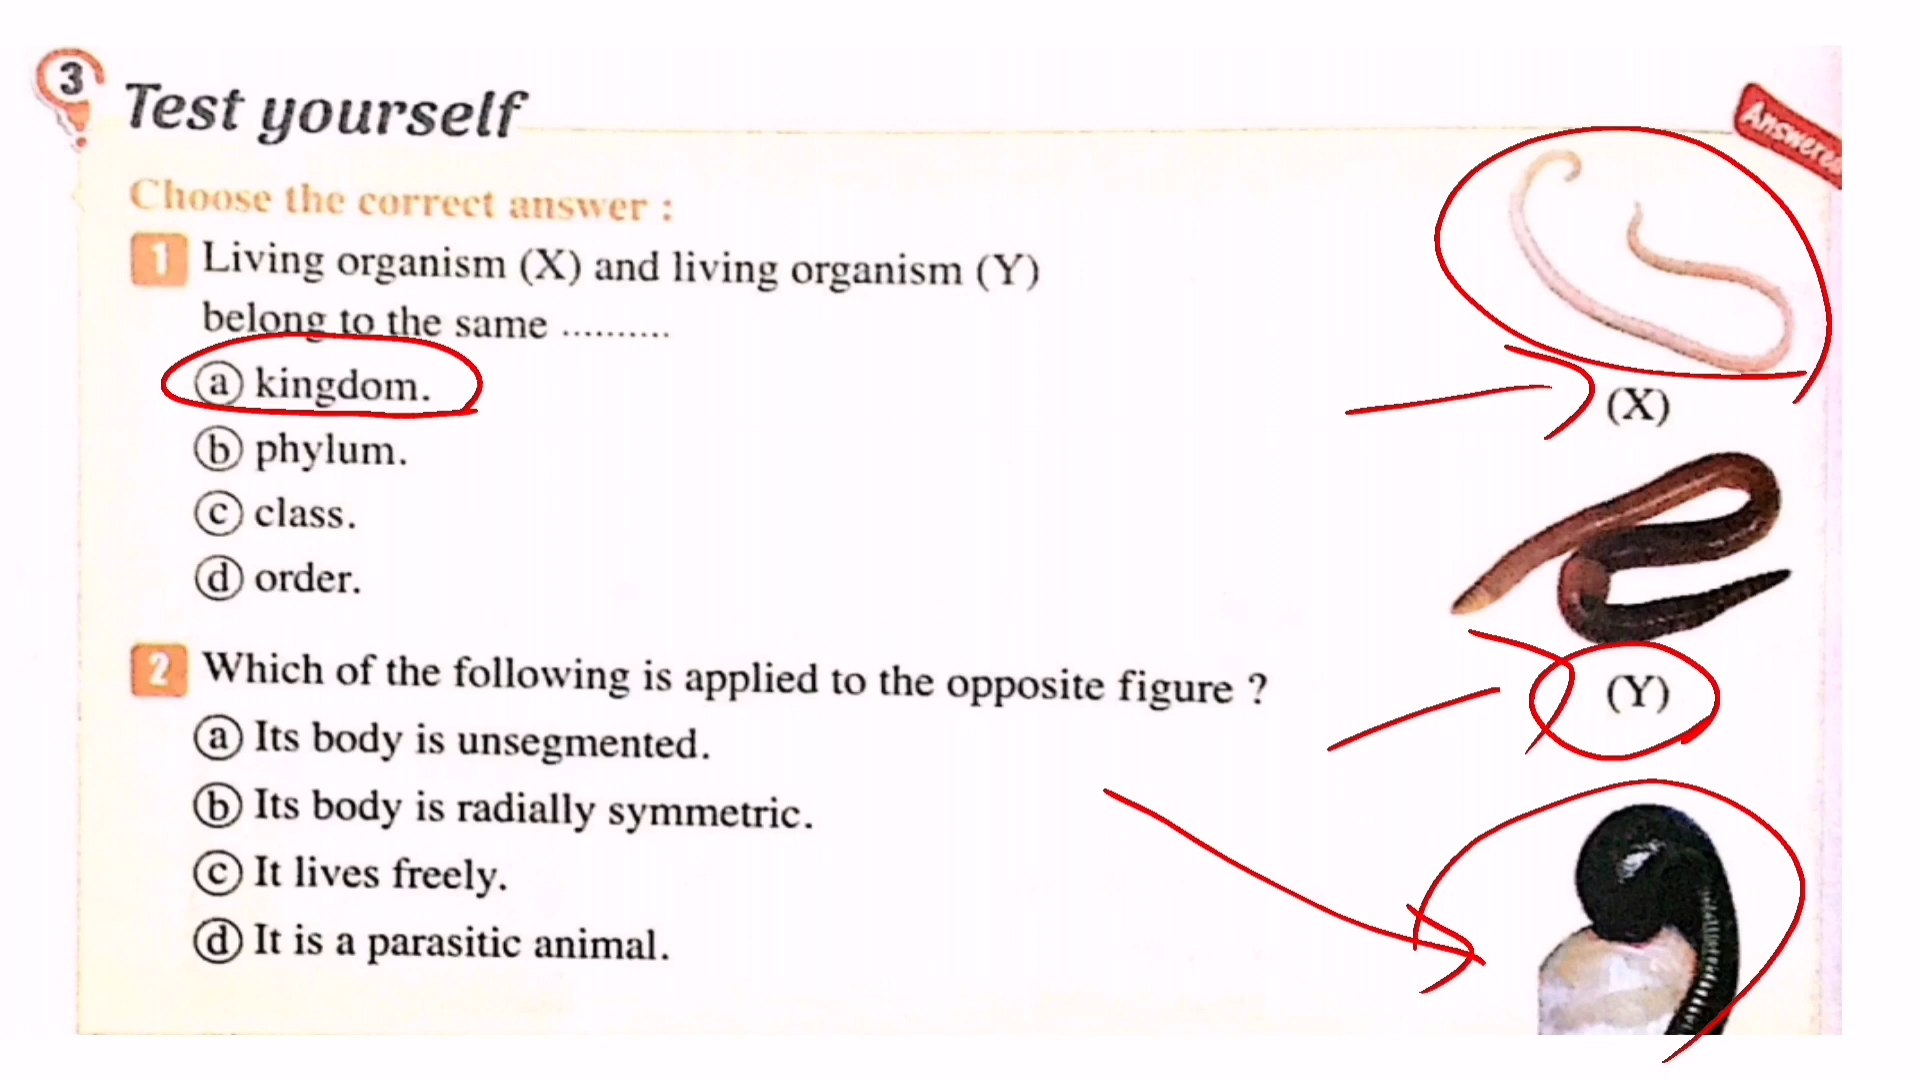 3
Test yourself
Answered
Choose the correct answer :
1 Living organism (X) and living organism (Y)
belong to the same ..........
a kingdom.
b phylum.
c class.
d order.
(X)
(Y)
2 Which of the following is applied to the opposite figure ?
a Its body is unsegmented.
b Its body is radially symmetric.
c It lives freely.
d It is a parasitic animal.